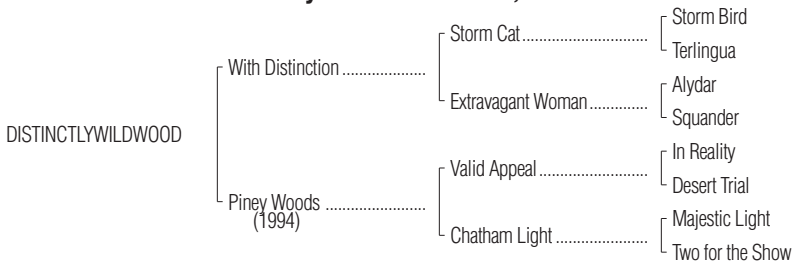 Storm Bird
Storm Cat........................................
Terlingua
With Distinction ....................
Alydar
Extravagant Woman..............
Squander
DISTINCTLYWILDWOOD
In Reality
Valid Appeal..........................
Desert Trial
Piney Woods ........................
(1994)
Majestic Light
Chatham Light ......................
Two for the Show